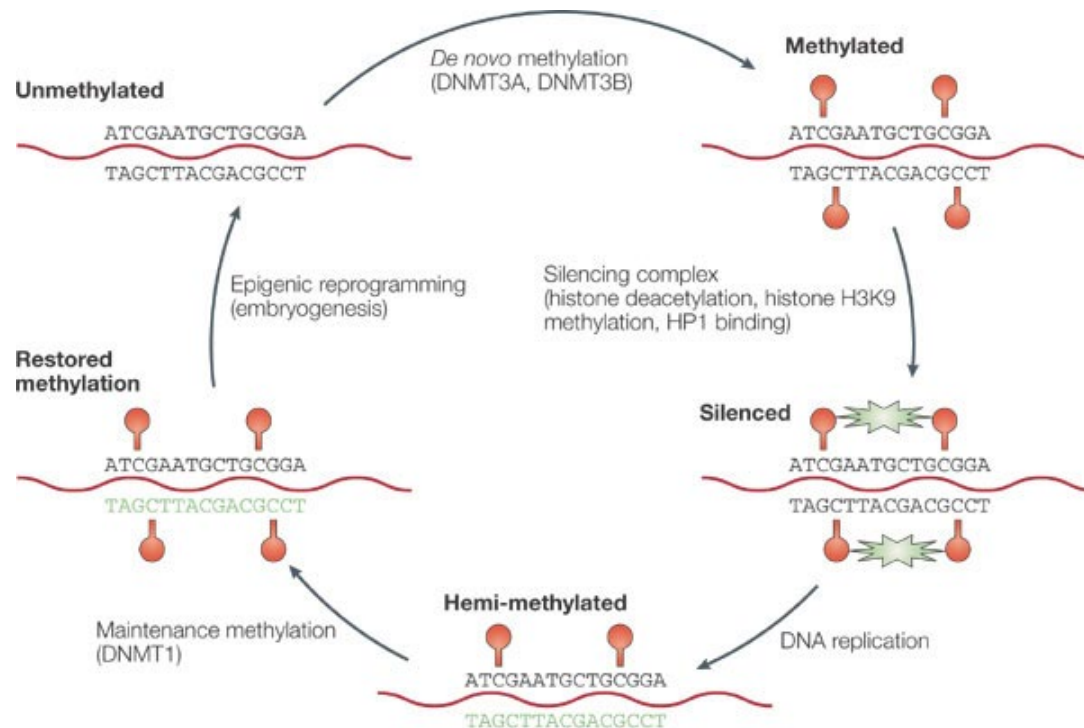 De novo methylation
(DNMT3A, DNMT3B)
Methylated
Unmethylated
ATCGAATGCTGCGGA
TAGCTTACGACGCCT
ATCGAATGCTGCGGA
TAGCTTACGACGCCT
Silencing complex
(histone deacetylation, histone H3K9
methylation, HP1 binding)
Epigenic reprogramming
(embryogenesis)
Restored
methylation
Silenced
ATCGAATGCTGCGGA
TAGCTTACGACGCCT
ATCGAATGCTGCGGA
TAGCTTACGACGCCT
Hemi-methylated
Maintenance methylation
(DNMT1)
DNA replication
ATCGAATGCTGCGGA
TAGCTTACGACGCCT